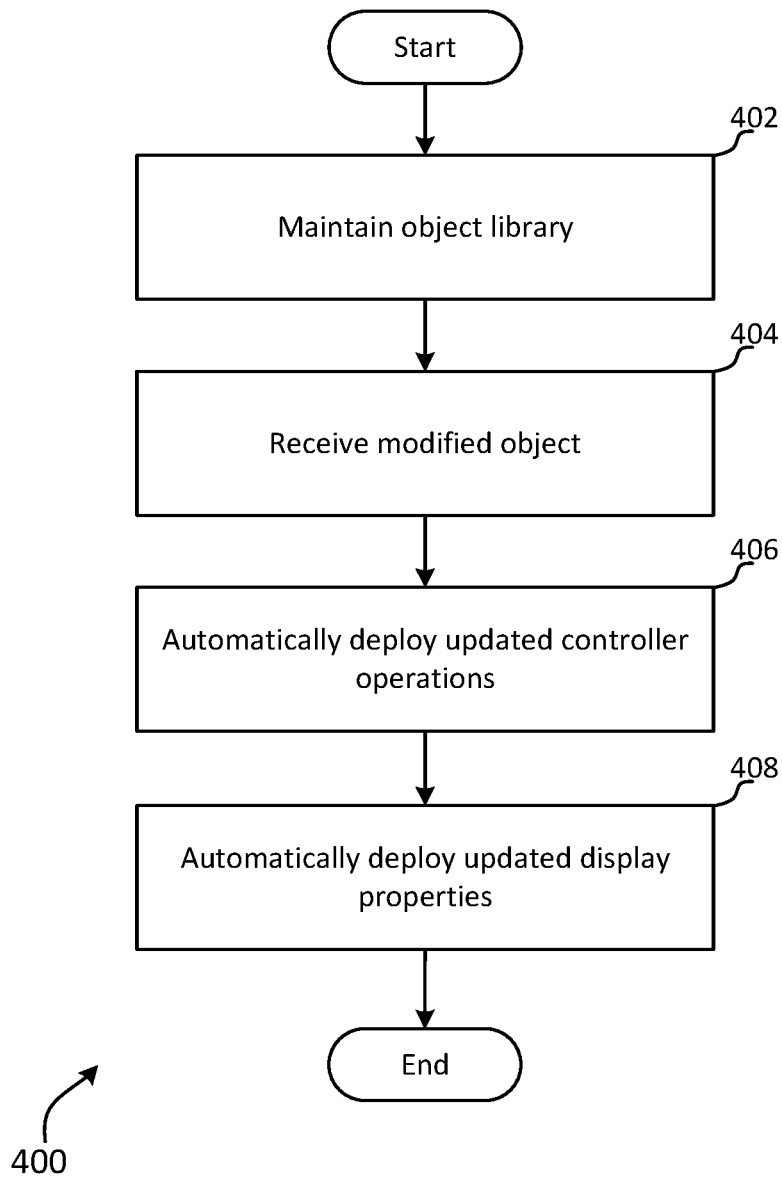 Start
402
Maintain object library
404
Receive modified object
406
Automatically deploy updated controller
operations
408
Automatically deploy updated display
properties
End
400